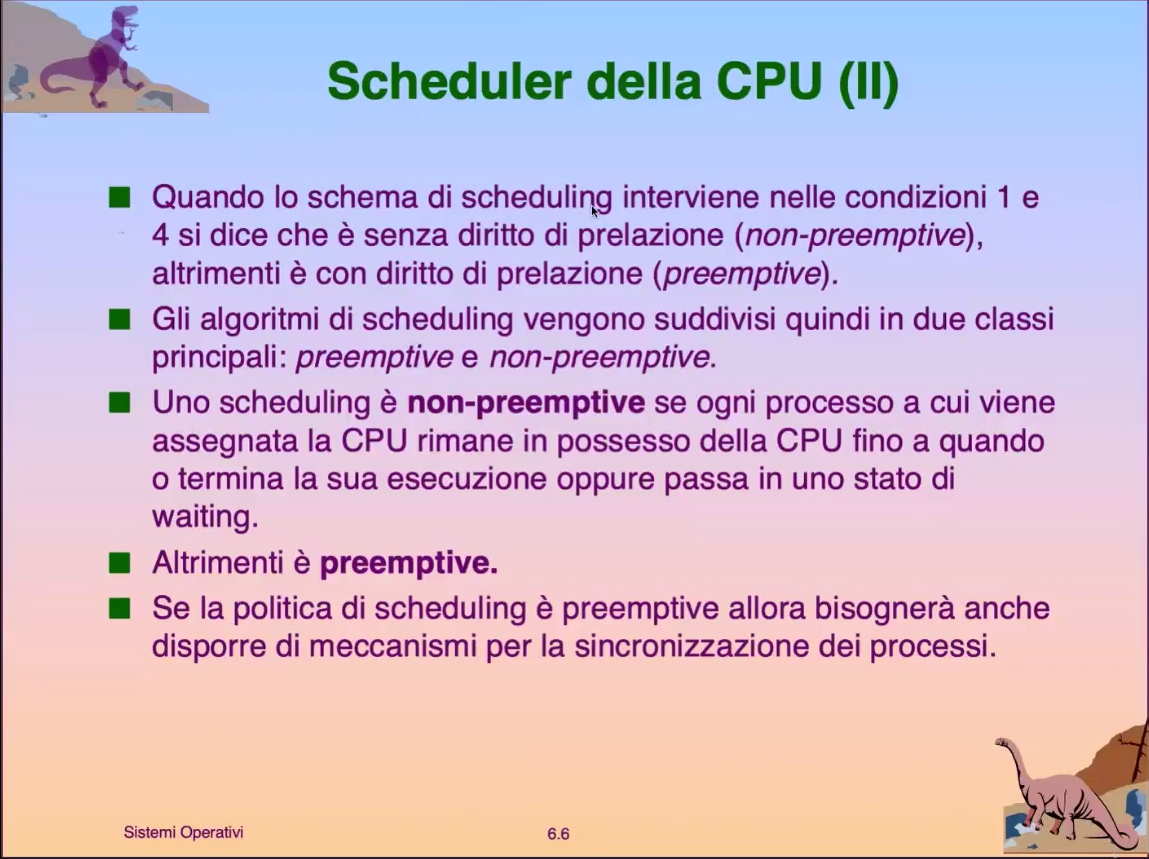 Scheduler della CPU (II)
Quando lo schema di scheduling interviene nelle condizioni 1 e
4 si dice che è senza diritto di prelazione (non-preemptive),
altrimenti è con diritto di prelazione (preemptive).
Gli algoritmi di scheduling vengono suddivisi quindi in due classi
principali: preemptive e non-preemptive.
Uno scheduling è non-preemptive se ogni processo a cui viene
assegnata la CPU rimane in possesso della CPU fino a quando
o termina la sua esecuzione oppure passa in uno stato di
waiting.
Altrimenti è preemptive.
Se la politica di scheduling è preemptive allora bisognerà anche
disporre di meccanismi per la sincronizzazione dei processi.
Sistemi Operativi
6.6